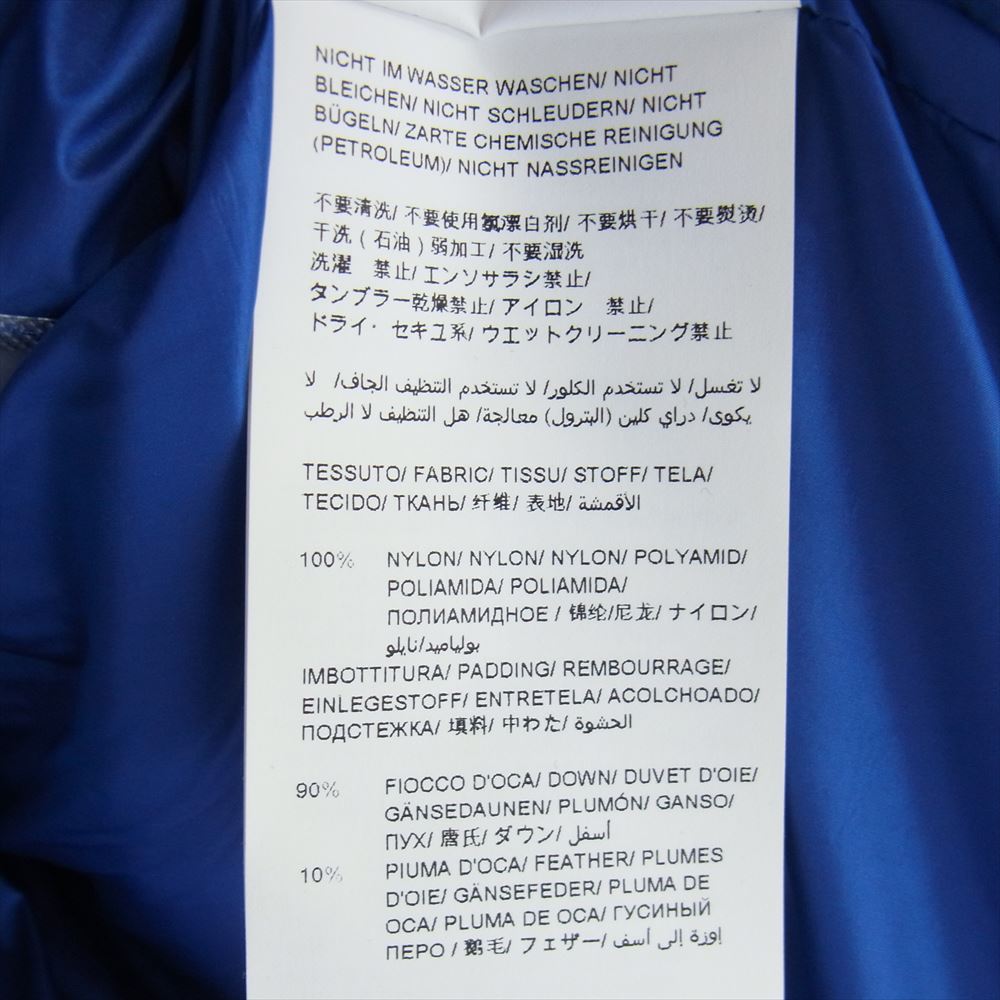 NICHT IM WASSER WASCHEN/ NICHT
BLEICHEN/ NICHT SCHLEUDERN/ NICHT
BÜGELN/ ZARTE CHEMISCHE REINIGUNG
(PETROLEUM)/ NICHT NASSREINIGEN
不要清洗/ 不要使用氯漂白剂/ 不要烘干/ 不要熨烫/
干洗 ( 石油 ) 弱加工/ 不要湿洗
洗濯　禁止/ エンソサラシ禁止/
タンブラー乾燥禁止/ アイロン　禁止/
ドライ・ セキユ系/ ウエットクリーニング禁止
لا تغسل/ لا تستخدم الكلور/ لا تستخدم التنظيف الجاف/ لا
يكوى/ دراي كلين (البترول) معالجة/ هل التنظيف لا الرطب
TESSUTO/ FABRIC/ TISSU/ STOFF/ TELA/
TECIDO/ ТКАНЬ/ 纤维/ 表地/ الأقمشة
100% NYLON/ NYLON/ NYLON/ POLYAMID/
POLIAMIDA/ POLIAMIDA/
ПОЛИАМИДНОЕ / 锦纶/尼龙/ ナイロン/
بولياميد/نايلو
IMBOTTITURA/ PADDING/ REMBOURRAGE/
EINLEGESTOFF/ ENTRETELA/ ACOLCHOADO/
ПОДСТЕЖКА/ 填料/ 中わた/ الحشوة
90% FIOCCO D'OCA/ DOWN/ DUVET D'OIE/
GÄNSEDAUNEN/ PLUMÓN/ GANSO/
ПУХ/ 唐氏/ ダウン/ أسفل
10% PIUMA D'OCA/ FEATHER/ PLUMES
D'OIE/ GÄNSEFEDER/ PLUMA DE
OCA/ PLUMA DE OCA/ ГУСИНЫЙ
ПЕРО / 鹅毛/ フェザー/ إوزة إلى أسف